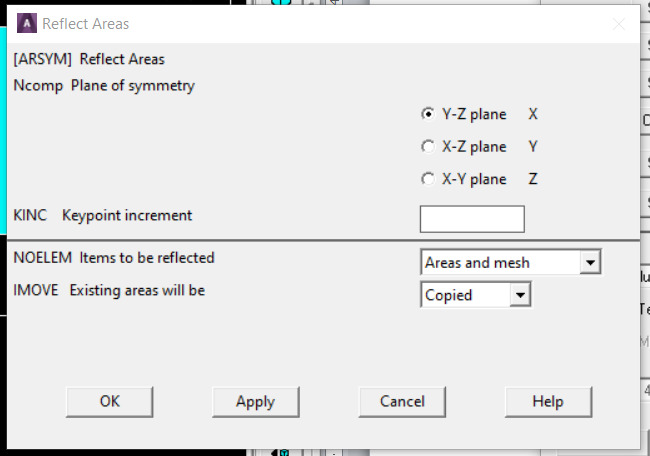 Reflect Areas
[ARSYM] Reflect Areas
Ncomp Plane of symmetry
Y-Z plane X
X-Z plane Y
X-Y plane Z
KINC Keypoint increment
NOELEM Items to be reflected
Areas and mesh
IMOVE Existing areas will be
Copied
OK Apply Cancel Help